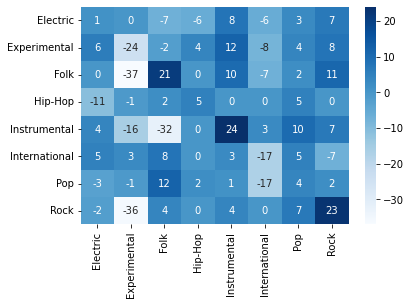 Electric 1 0 -7 -6 8 -6 3 7
Experimental 6 -24 -2 4 12 -8 4 8
Folk 0 -37 21 0 10 -7 2 11
Hip-Hop -11 -1 2 5 0 0 5 0
Instrumental 4 -16 -32 0 24 3 10 7
International 5 3 8 0 3 -17 5 -7
Pop -3 -1 12 2 1 -17 4 2
Rock -2 -36 4 0 4 0 7 23
Electric Experimental Folk Hip-Hop Instrumental International Pop Rock
20
10
0
-10
-20
-30